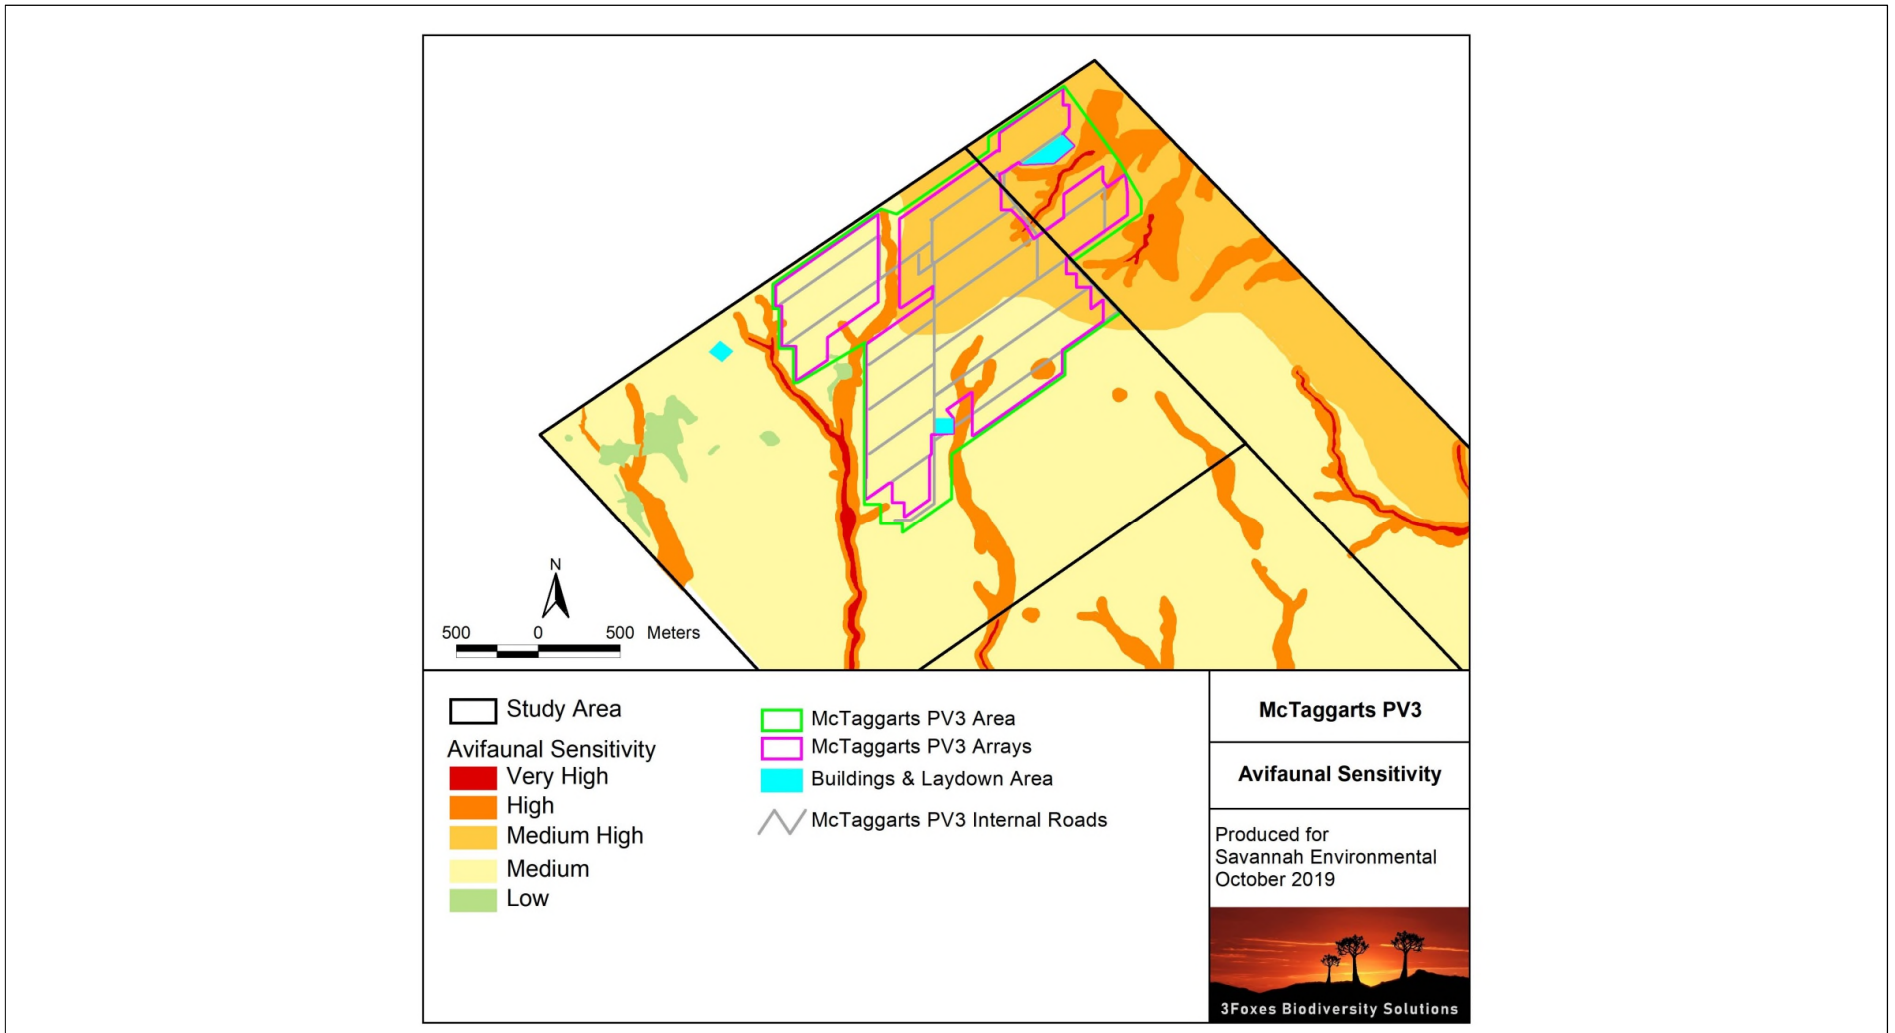 N
500 0 500 Meters
Study Area
Avifaunal Sensitivity
Very High
High
Medium High
Medium
Low
McTaggarts PV3 Area
McTaggarts PV3 Arrays
Buildings & Laydown Area
McTaggarts PV3 Internal Roads
McTaggarts PV3
Avifaunal Sensitivity
Produced for
Savannah Environmental
October 2019
3Foxes Biodiversity Solutions